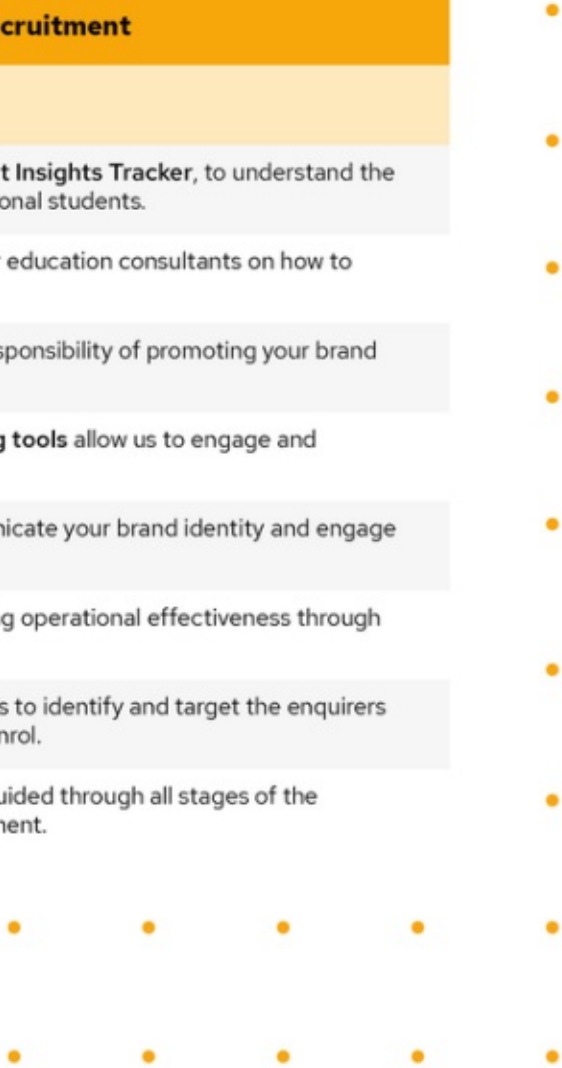 cruitment
t Insights Tracker, to understand the
onal students.
education consultants on how to
sponsibility of promoting your brand
g tools allow us to engage and
nicate your brand identity and engage
g operational effectiveness through
s to identify and target the enquirers
nrol.
uided through all stages of the
ent.